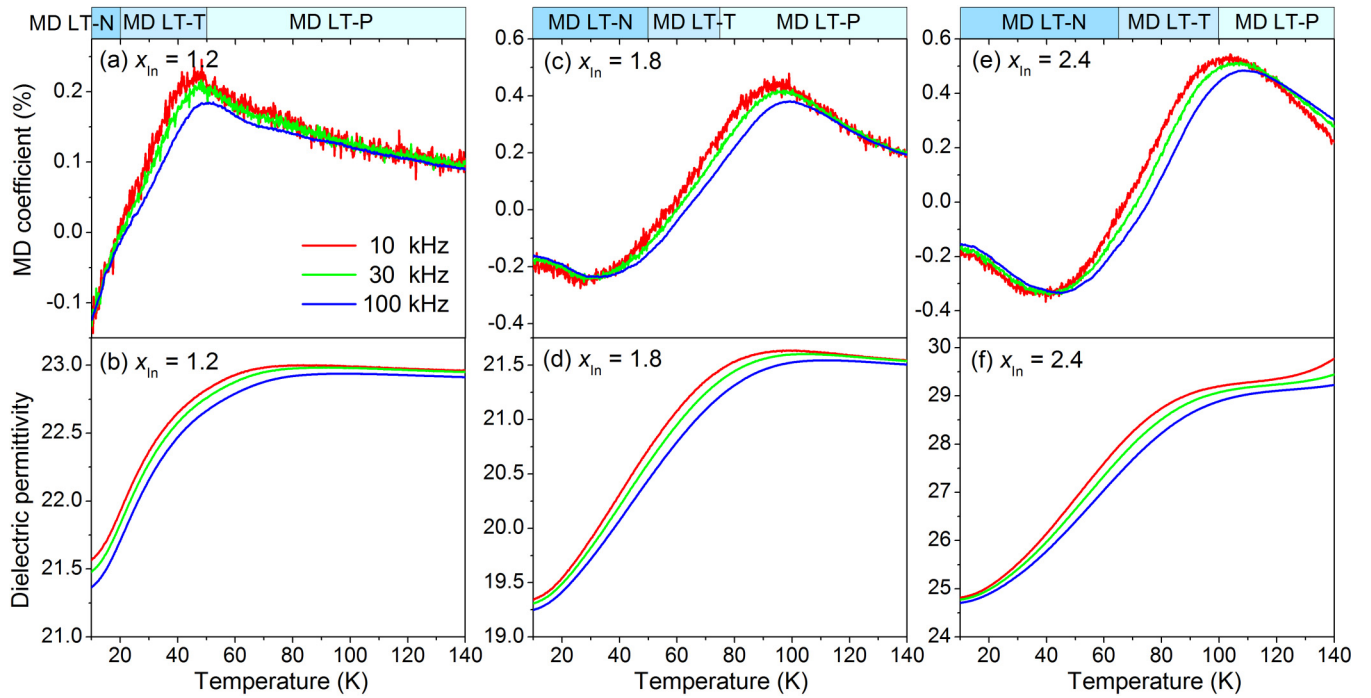 MD LT-N MD LT-T MD LT-P
MD LT-N MD LT-T MD LT-P
MD LT-N MD LT-T MD LT-P
MD coefficient (%)
(a) xIn = 1.2
0.2
0.1
0.0
-0.1
10 kHz
30 kHz
100 kHz
(c) xIn = 1.8
0.6
0.4
0.2
0.0
-0.2
-0.4
(e) xIn = 2.4
0.6
0.4
0.2
0.0
-0.2
-0.4
Dielectric permittivity
(b) xIn = 1.2
23.0
22.5
22.0
21.5
21.0
20 40 60 80 100 120 140
Temperature (K)
(d) xIn = 1.8
21.5
21.0
20.5
20.0
19.5
19.0
20 40 60 80 100 120 140
Temperature (K)
(f) xIn = 2.4
30
29
28
27
26
25
24
20 40 60 80 100 120 140
Temperature (K)